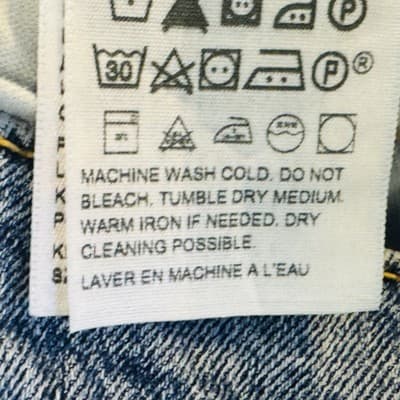 P
30 P ®
MACHINE WASH COLD. DO NOT
BLEACH. TUMBLE DRY MEDIUM.
WARM IRON IF NEEDED. DRY
CLEANING POSSIBLE.
LAVER EN MACHINE A L'EAU